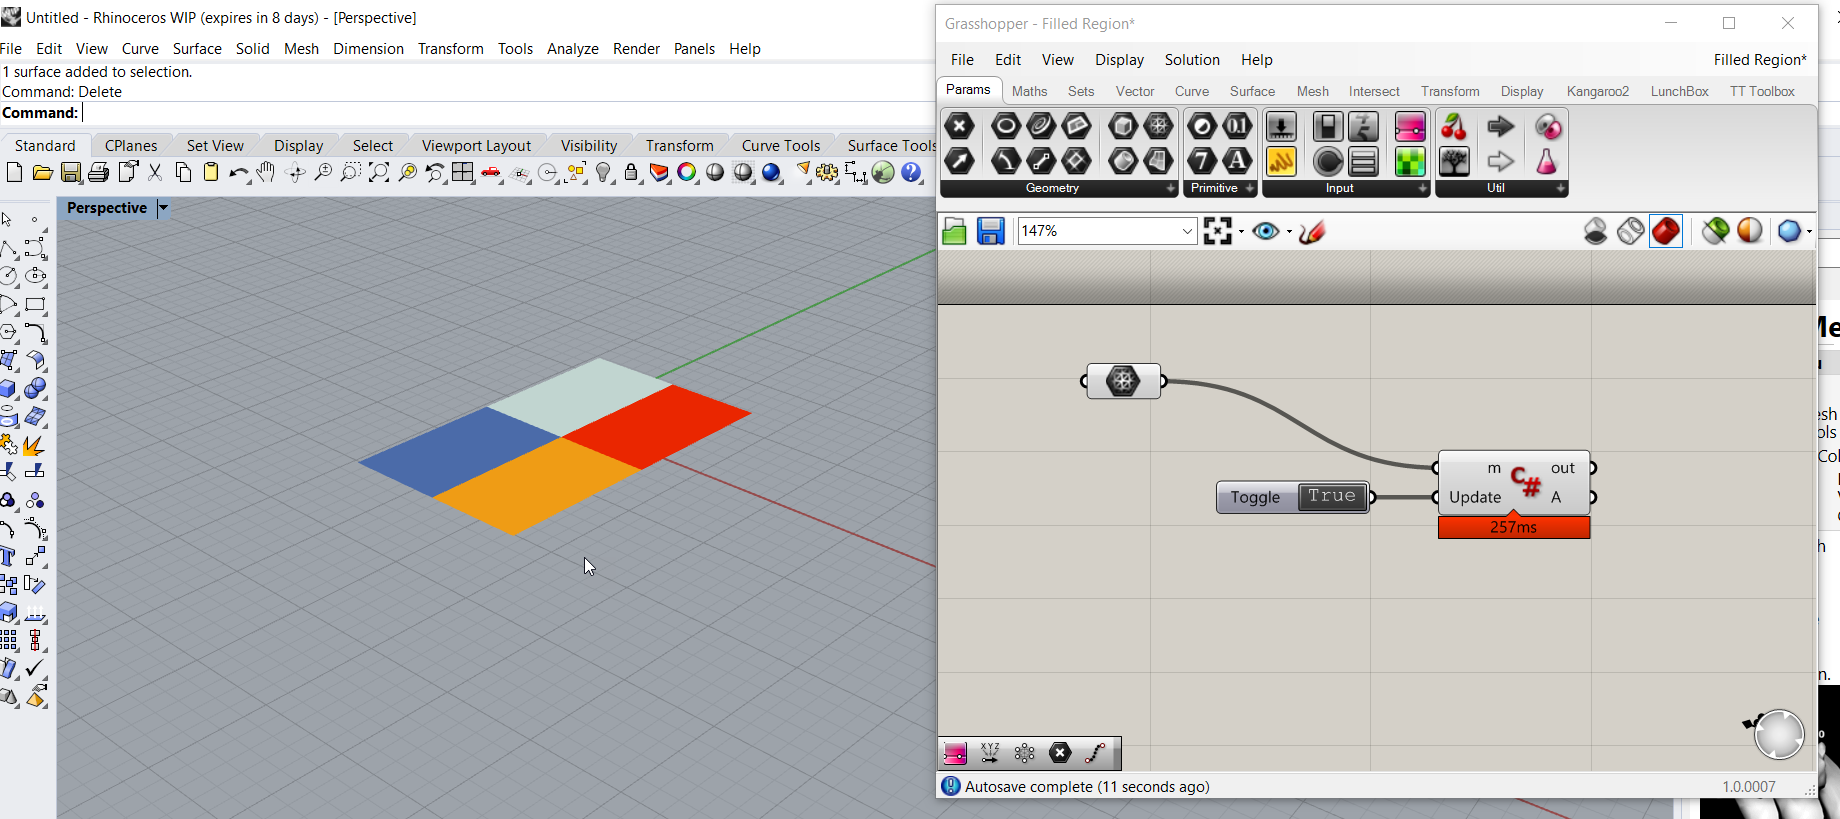 Untitled - Rhinoceros WIP (expires in 8 days) - [Perspective]
File Edit View Curve Surface Solid Mesh Dimension Transform Tools Analyze Render Panels Help
1 surface added to selection.
Command: Delete
Command:
Standard CPlanes Set View Display Select Viewport Layout Visibility Transform Curve Tools Surface Tools
Perspective
Grasshopper - Filled Region*
File Edit View Display Solution Help Filled Region*
Params Maths Sets Vector Curve Surface Mesh Intersect Transform Display Kangaroo2 LunchBox TT Toolbox
Geometry Primitive Input Util
147%
m out
Toggle True Update A
C#
257ms
XYZ
Autosave complete (11 seconds ago) 1.0.0007